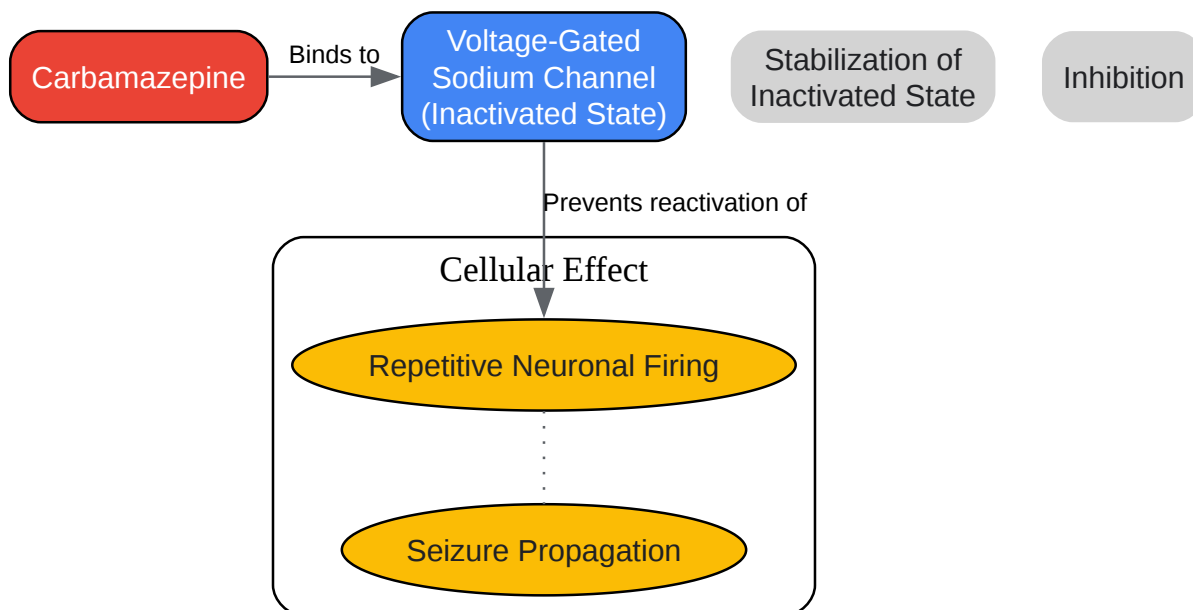 Carbamazepine
Binds to
Voltage-Gated
Sodium Channel
(Inactivated State)
Stabilization of
Inactivated State
Inhibition
Prevents reactivation of
Cellular Effect
Repetitive Neuronal Firing
Seizure Propagation